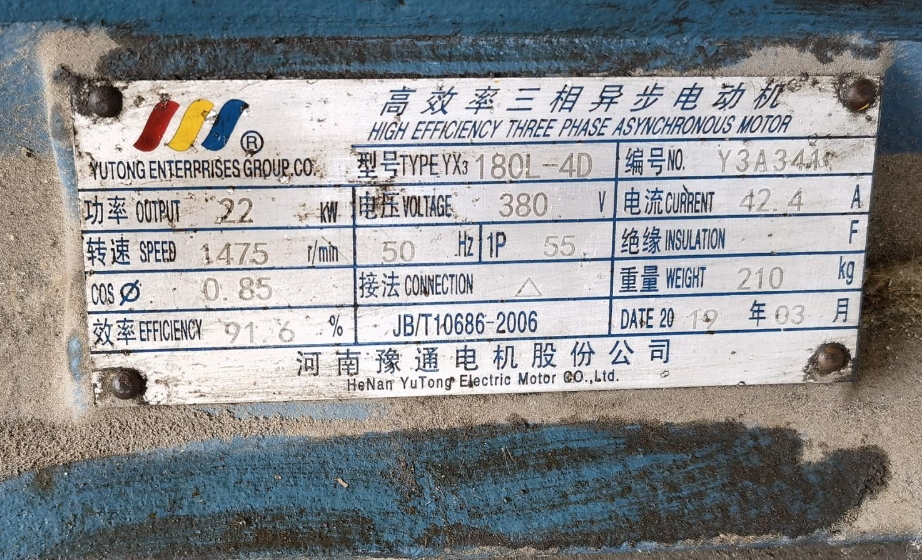 高效率三相异步电动机
HIGH EFFICIENCY THREE PHASE ASYNCHRONOUS MOTOR
®
YUTONG ENTERPRISES GROUP.CO.
型号TYPE YX3 180L-4D 编号NO.
功率 OUTPUT 22 KW 电压 VOLTAGE 380 V 电流 CURRENT 42.4 A
转速 SPEED 1475 r/min 50 Hz 1P 55 绝缘 INSULATION F
COS Ø 0.85 接法 CONNECTION △ 重量 WEIGHT 210 kg
效率 EFFICIENCY 91.6 % JB/T10686-2006 DATE 20 19 年 03 月
河南豫通电机股份公司
HeNan YuTong Electric Motor CO.,Ltd.